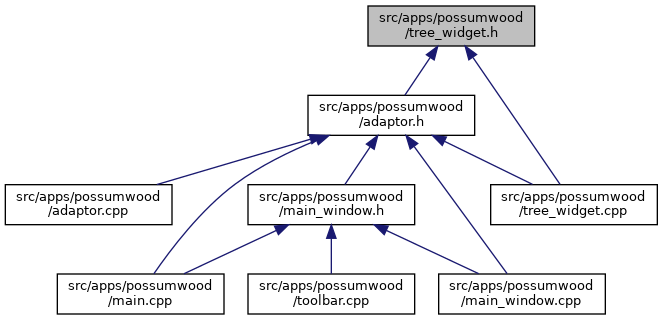 src/apps/possumwood
/tree_widget.h
src/apps/possumwood
/adaptor.h
src/apps/possumwood
/adaptor.cpp
src/apps/possumwood
/main_window.h
src/apps/possumwood
/tree_widget.cpp
src/apps/possumwood
/main.cpp
src/apps/possumwood
/toolbar.cpp
src/apps/possumwood
/main_window.cpp